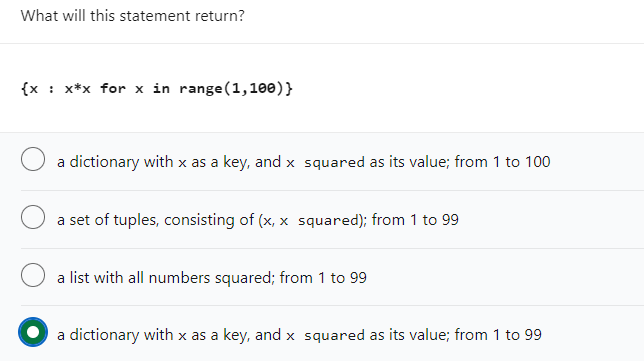 What will this statement return?
{x : x*x for x in range(1,100)}
a dictionary with x as a key, and x squared as its value; from 1 to 100
a set of tuples, consisting of (x, x squared); from 1 to 99
a list with all numbers squared; from 1 to 99
a dictionary with x as a key, and x squared as its value; from 1 to 99